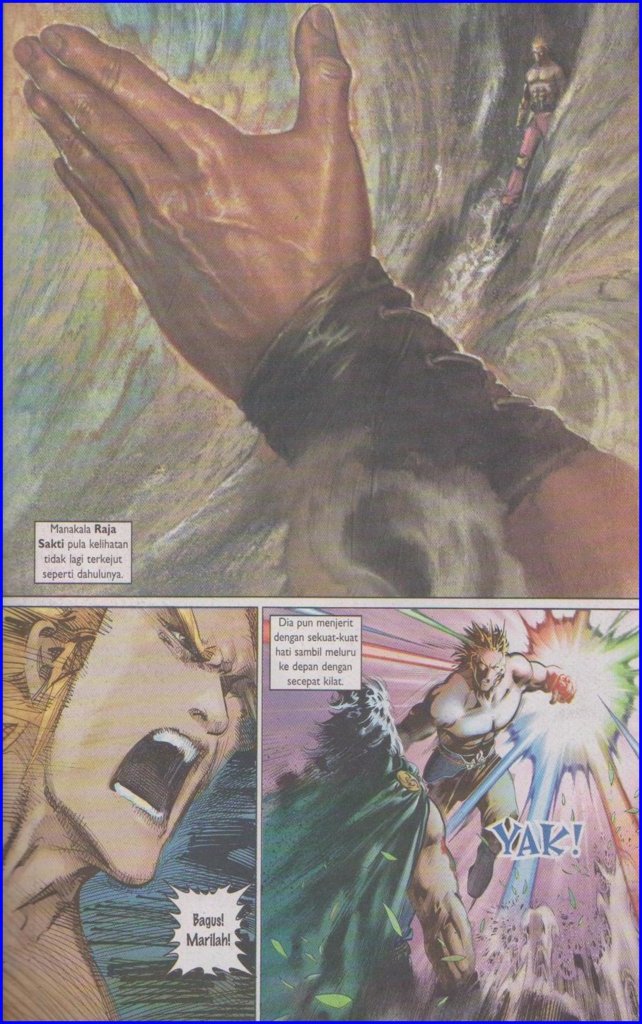 Manakala Raja
Sakti pula kelihatan
tidak lagi terkejut
seperti dahulunya.
Bagus!
Marilah!
Dia pun menjerit
dengan sekuat-kuat
hati sambil meluru
ke depan dengan
secepat kilat.
YAK!